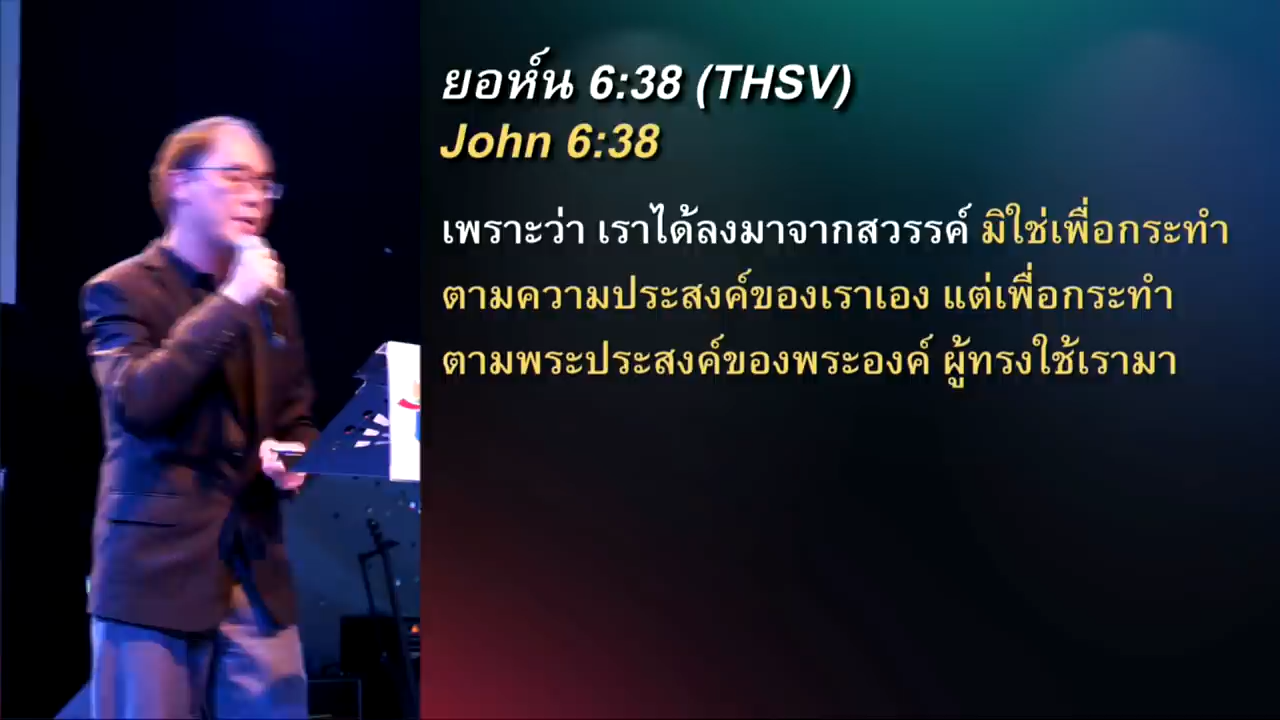 ยอห์น 6:38 (THSV)
John 6:38
เพราะว่า เราได้ลงมาจากสวรรค์ มิใช่เพื่อกระทำ
ตามความประสงค์ของเราเอง แต่เพื่อกระทำ
ตามพระประสงค์ของพระองค์ ผู้ทรงใช้เรามา